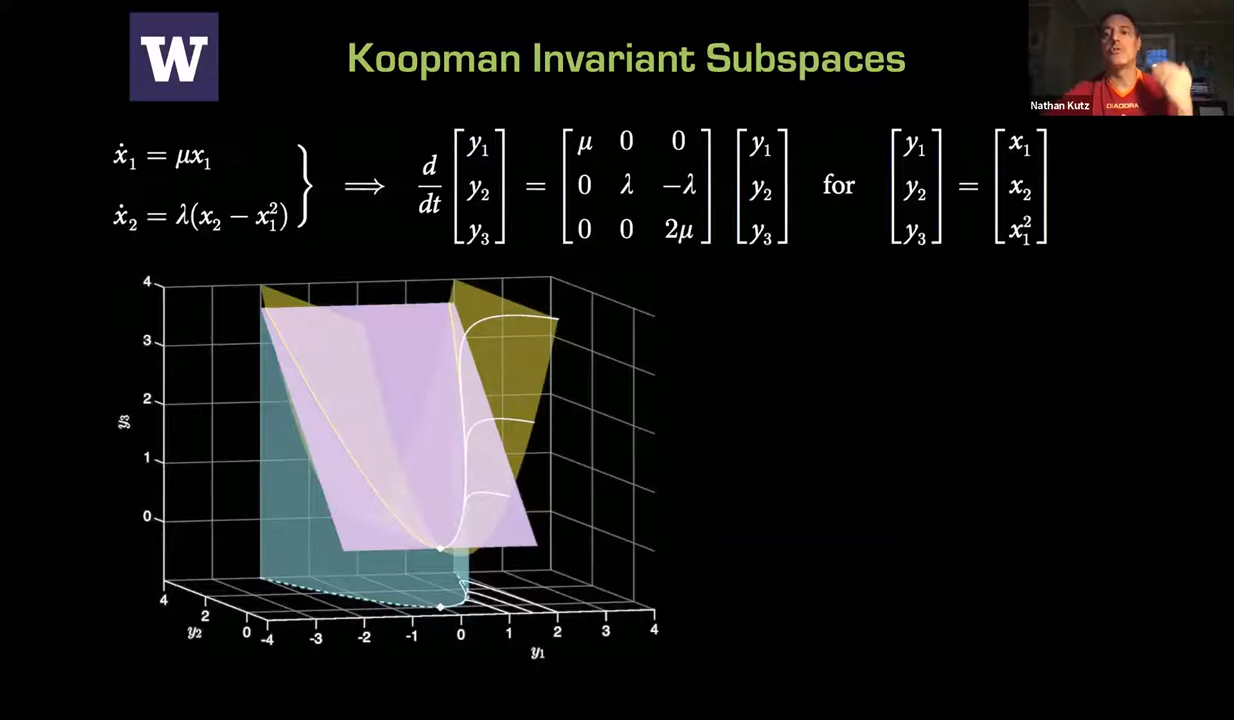 W
Koopman Invariant Subspaces
Nathan Kutz
DIADORA
ẋ₁ = μx₁
ẋ₂ = λ(x₂ − x₁²)
} ⟹ d/dt [y₁ y₂ y₃] = [μ 0 0; 0 λ −λ; 0 0 2μ] [y₁ y₂ y₃] for [y₁ y₂ y₃] = [x₁ x₂ x₁²]
4
3
2
1
0
y₃
4
2
0
y₂
-4 -3 -2 -1 0 1 2 3 4
y₁